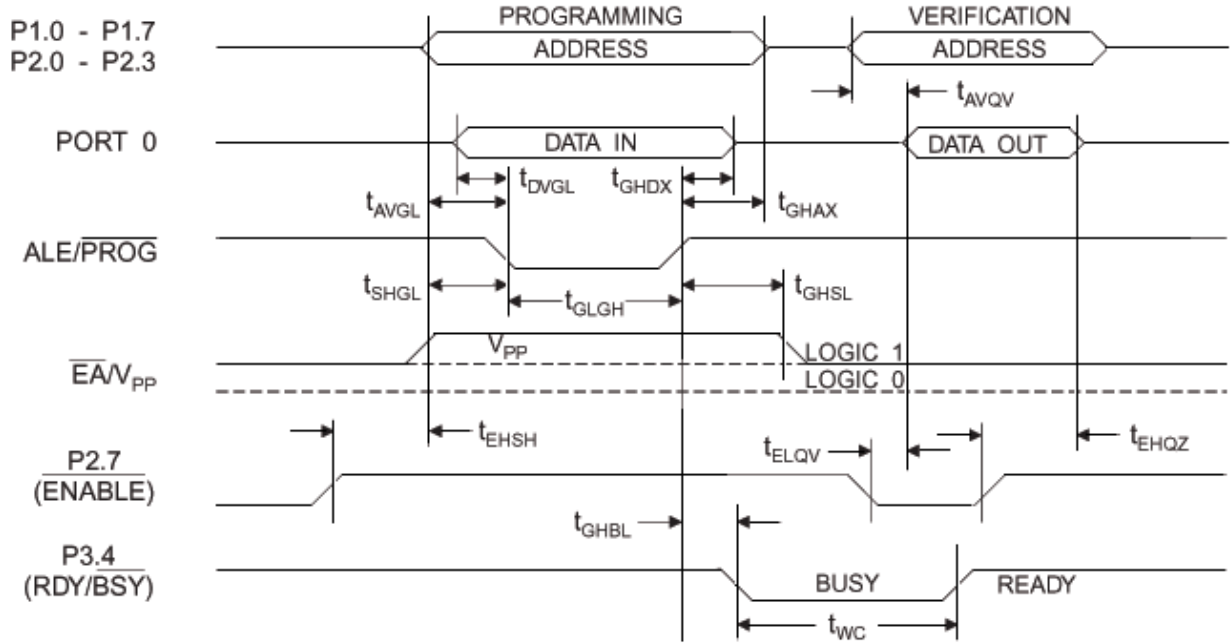 PROGRAMMING VERIFICATION
P1.0 - P1.7
P2.0 - P2.3
ADDRESS ADDRESS
tAVQV
PORT 0 DATA IN DATA OUT
tDVGL tGHDX
tAVGL tGHAX
ALE/PROG
tSHGL tGLGH tGHSL
VPP LOGIC 1
EA/VPP LOGIC 0
tEHSH tELQV tEHQZ
P2.7
(ENABLE)
tGHBL
P3.4
(RDY/BSY) BUSY READY
tWC